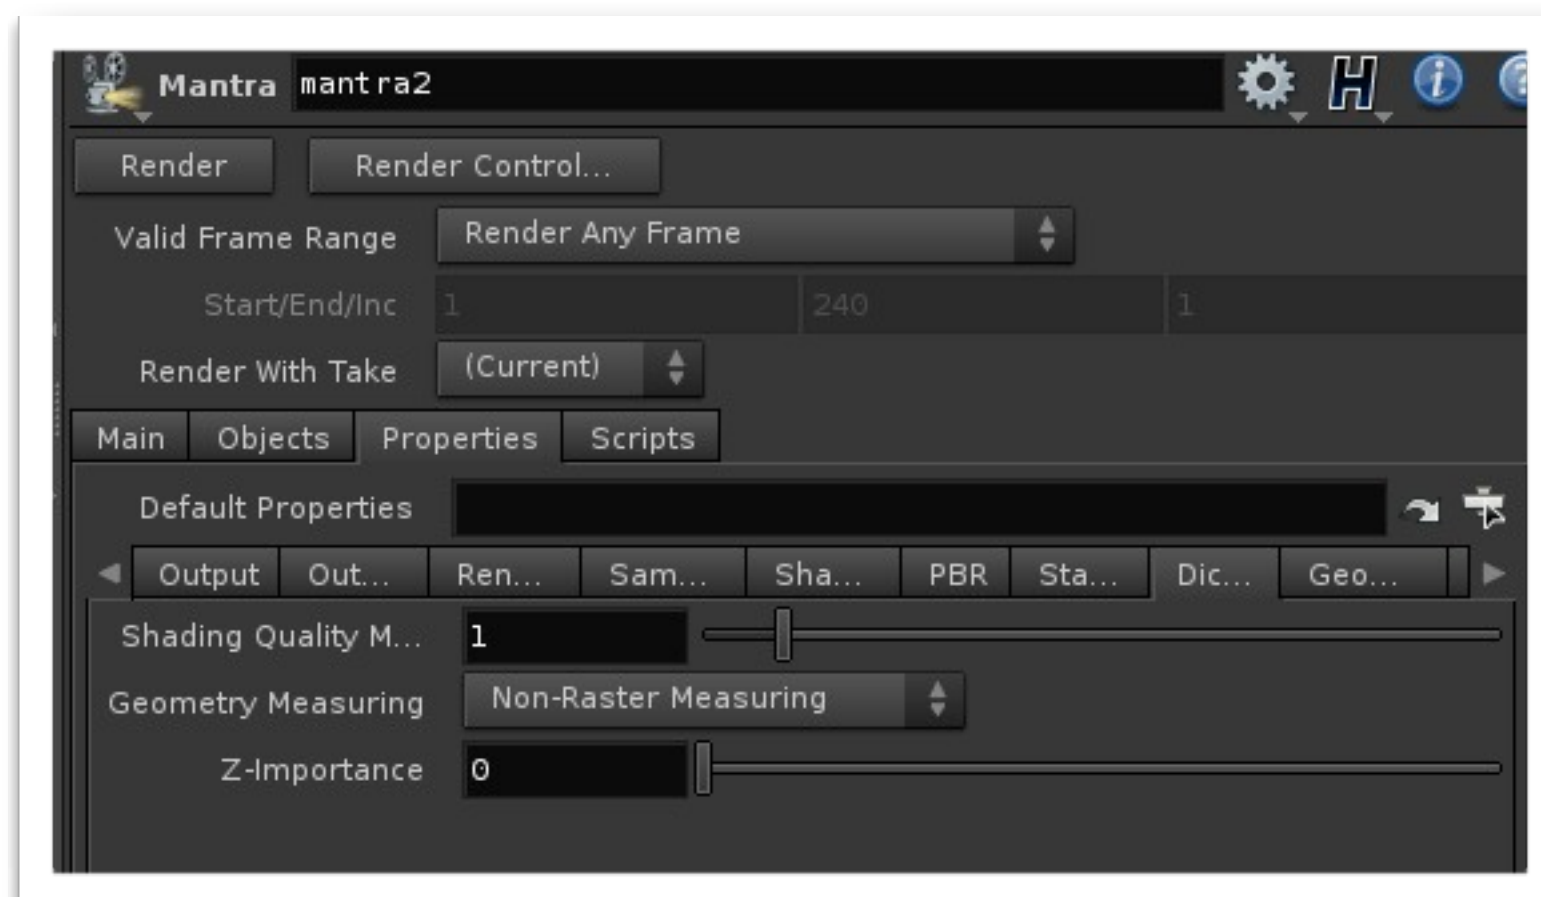 Mantra mantra2
Render Render Control...
Valid Frame Range Render Any Frame
Start/End/Inc 1 240 1
Render With Take (Current)
Main Objects Properties Scripts
Default Properties
Output Out... Ren... Sam... Sha... PBR Sta... Dic... Geo...
Shading Quality M... 1
Geometry Measuring Non-Raster Measuring
Z-Importance 0